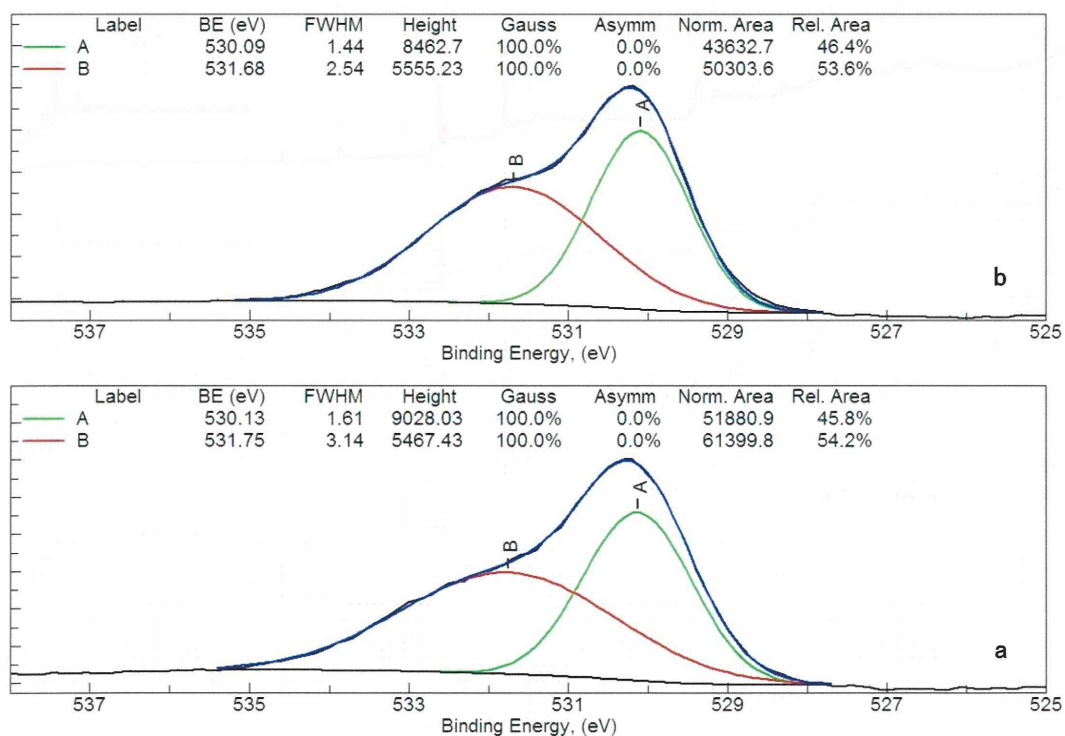 Label BE (eV) FWHM Height Gauss Asymm Norm. Area Rel. Area
A 530.09 1.44 8462.7 100.0% 0.0% 43632.7 46.4%
B 531.68 2.54 5555.23 100.0% 0.0% 50303.6 53.6%
A
B
b
537 535 533 531 529 527 525
Binding Energy, (eV)
Label BE (eV) FWHM Height Gauss Asymm Norm. Area Rel. Area
A 530.13 1.61 9028.03 100.0% 0.0% 51880.9 45.8%
B 531.75 3.14 5467.43 100.0% 0.0% 61399.8 54.2%
A
B
a
537 535 533 531 529 527 525
Binding Energy, (eV)